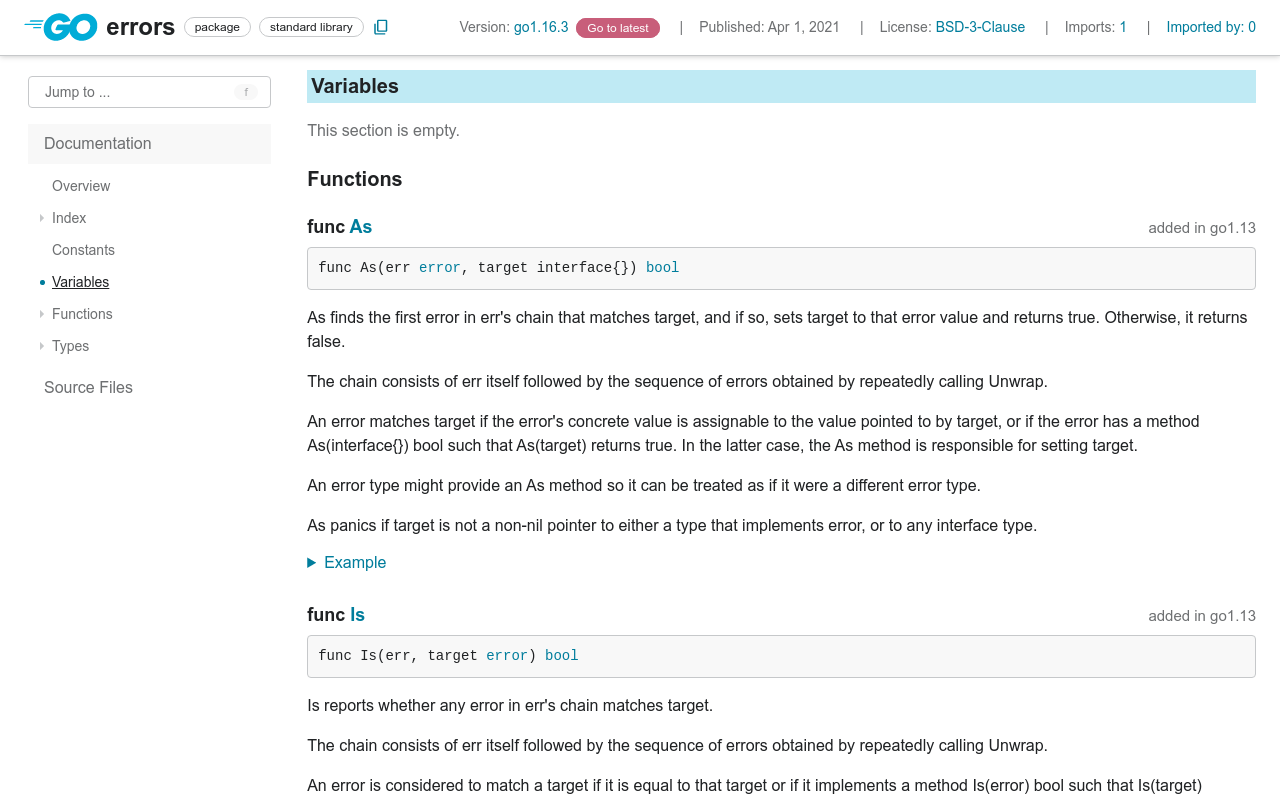 GO errors package standard library Version: go1.16.3 Go to latest | Published: Apr 1, 2021 | License: BSD-3-Clause | Imports: 1 | Imported by: 0
Jump to ... f
Documentation
Overview
Index
Constants
Variables
Functions
Types
Source Files
Variables
This section is empty.
Functions
func As added in go1.13
func As(err error, target interface{}) bool
As finds the first error in err's chain that matches target, and if so, sets target to that error value and returns true. Otherwise, it returns
false.
The chain consists of err itself followed by the sequence of errors obtained by repeatedly calling Unwrap.
An error matches target if the error's concrete value is assignable to the value pointed to by target, or if the error has a method
As(interface{}) bool such that As(target) returns true. In the latter case, the As method is responsible for setting target.
An error type might provide an As method so it can be treated as if it were a different error type.
As panics if target is not a non-nil pointer to either a type that implements error, or to any interface type.
Example
func Is added in go1.13
func Is(err, target error) bool
Is reports whether any error in err's chain matches target.
The chain consists of err itself followed by the sequence of errors obtained by repeatedly calling Unwrap.
An error is considered to match a target if it is equal to that target or if it implements a method Is(error) bool such that Is(target)